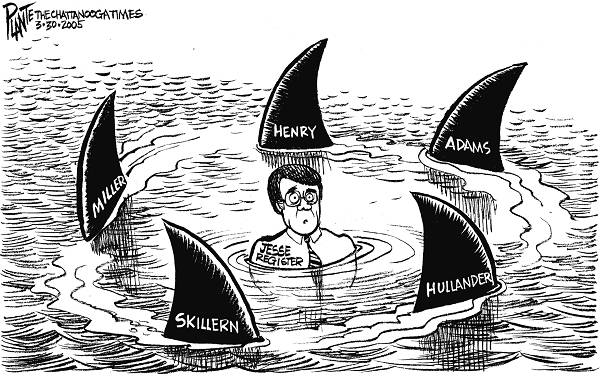 PLANTE THE CHATTANOOGA TIMES
3·30·2005
HENRY
ADAMS
MILLER
JESSE
REGISTER
HULLANDER
SKILLERN